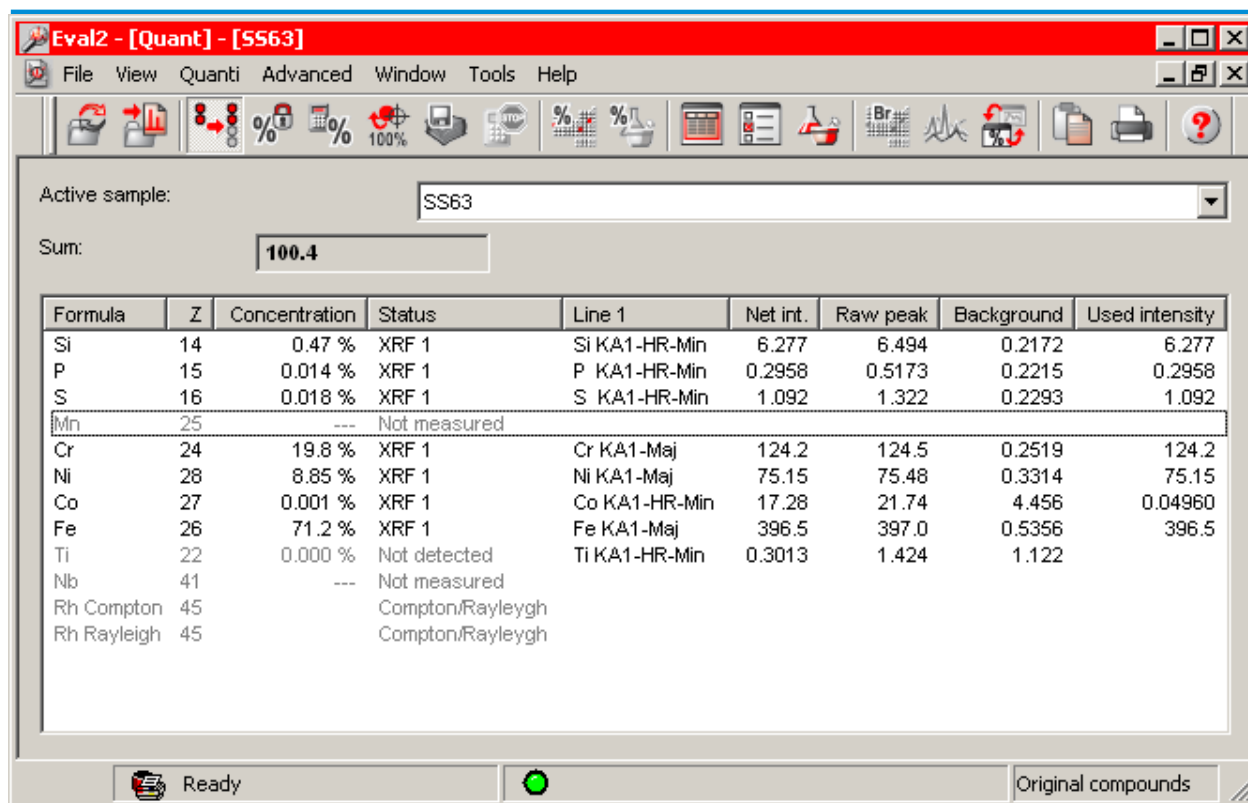 Eval2 - [Quant] - [SS63]
File View Quanti Advanced Window Tools Help
% % 100% STOP % % Br % ?
Active sample: SS63
Sum: 100.4
Formula Z Concentration Status Line 1 Net int. Raw peak Background Used intensity
Si 14 0.47 % XRF 1 Si KA1-HR-Min 6.277 6.494 0.2172 6.277
P 15 0.014 % XRF 1 P KA1-HR-Min 0.2958 0.5173 0.2215 0.2958
S 16 0.018 % XRF 1 S KA1-HR-Min 1.092 1.322 0.2293 1.092
Mn 25 --- Not measured
Cr 24 19.8 % XRF 1 Cr KA1-Maj 124.2 124.5 0.2519 124.2
Ni 28 8.85 % XRF 1 Ni KA1-Maj 75.15 75.48 0.3314 75.15
Co 27 0.001 % XRF 1 Co KA1-HR-Min 17.28 21.74 4.456 0.04960
Fe 26 71.2 % XRF 1 Fe KA1-Maj 396.5 397.0 0.5356 396.5
Ti 22 0.000 % Not detected Ti KA1-HR-Min 0.3013 1.424 1.122
Nb 41 --- Not measured
Rh Compton 45 Compton/Rayleygh
Rh Rayleigh 45 Compton/Rayleygh
Ready Original compounds